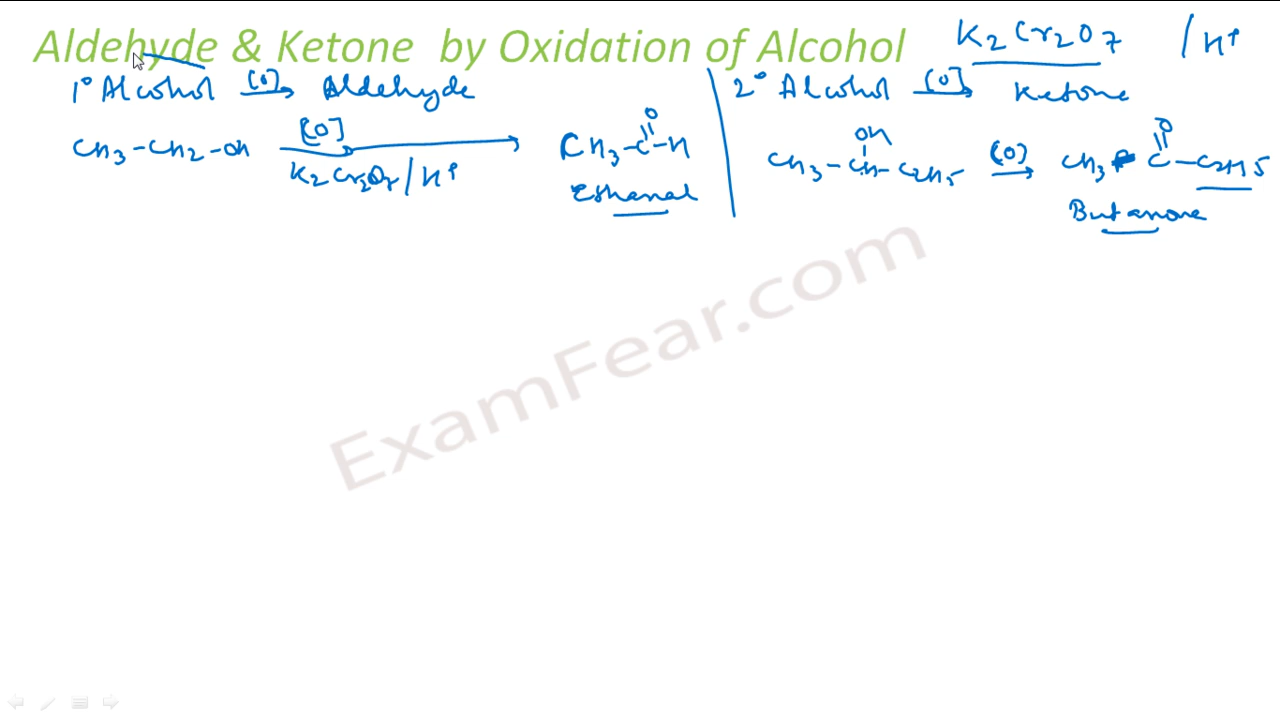 Aldehyde & Ketone by Oxidation of Alcohol K2Cr2O7 / H+
1° Alcohol [O] Aldehyde
CH3-CH2-OH [O] K2Cr2O7/H+ CH3-C-H O
Ethanal
2° Alcohol [O] Ketone
OH
CH3-CH-C2H5 [O] CH3 C-C2H5 O
Butanone
ExamFear.com